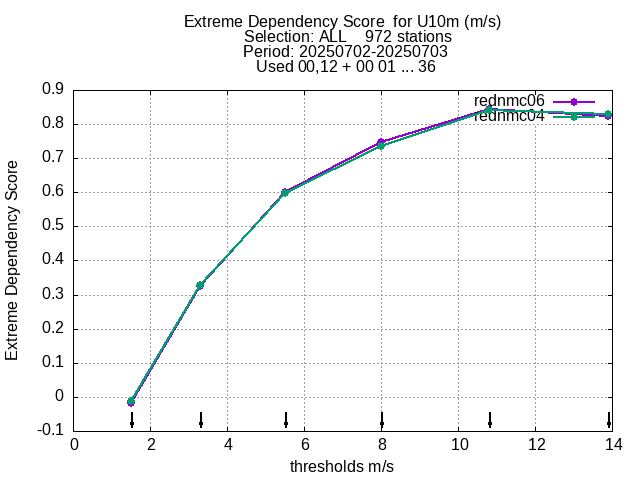 Extreme Dependency Score  for U10m (m/s)
Selection: ALL    972 stations
Period: 20250702-20250703
Used 00,12 + 00 01 ... 36
rednmc06
rednmc04
Extreme Dependency Score
0.9
0.8
0.7
0.6
0.5
0.4
0.3
0.2
0.1
0
-0.1
0 2 4 6 8 10 12 14
thresholds m/s